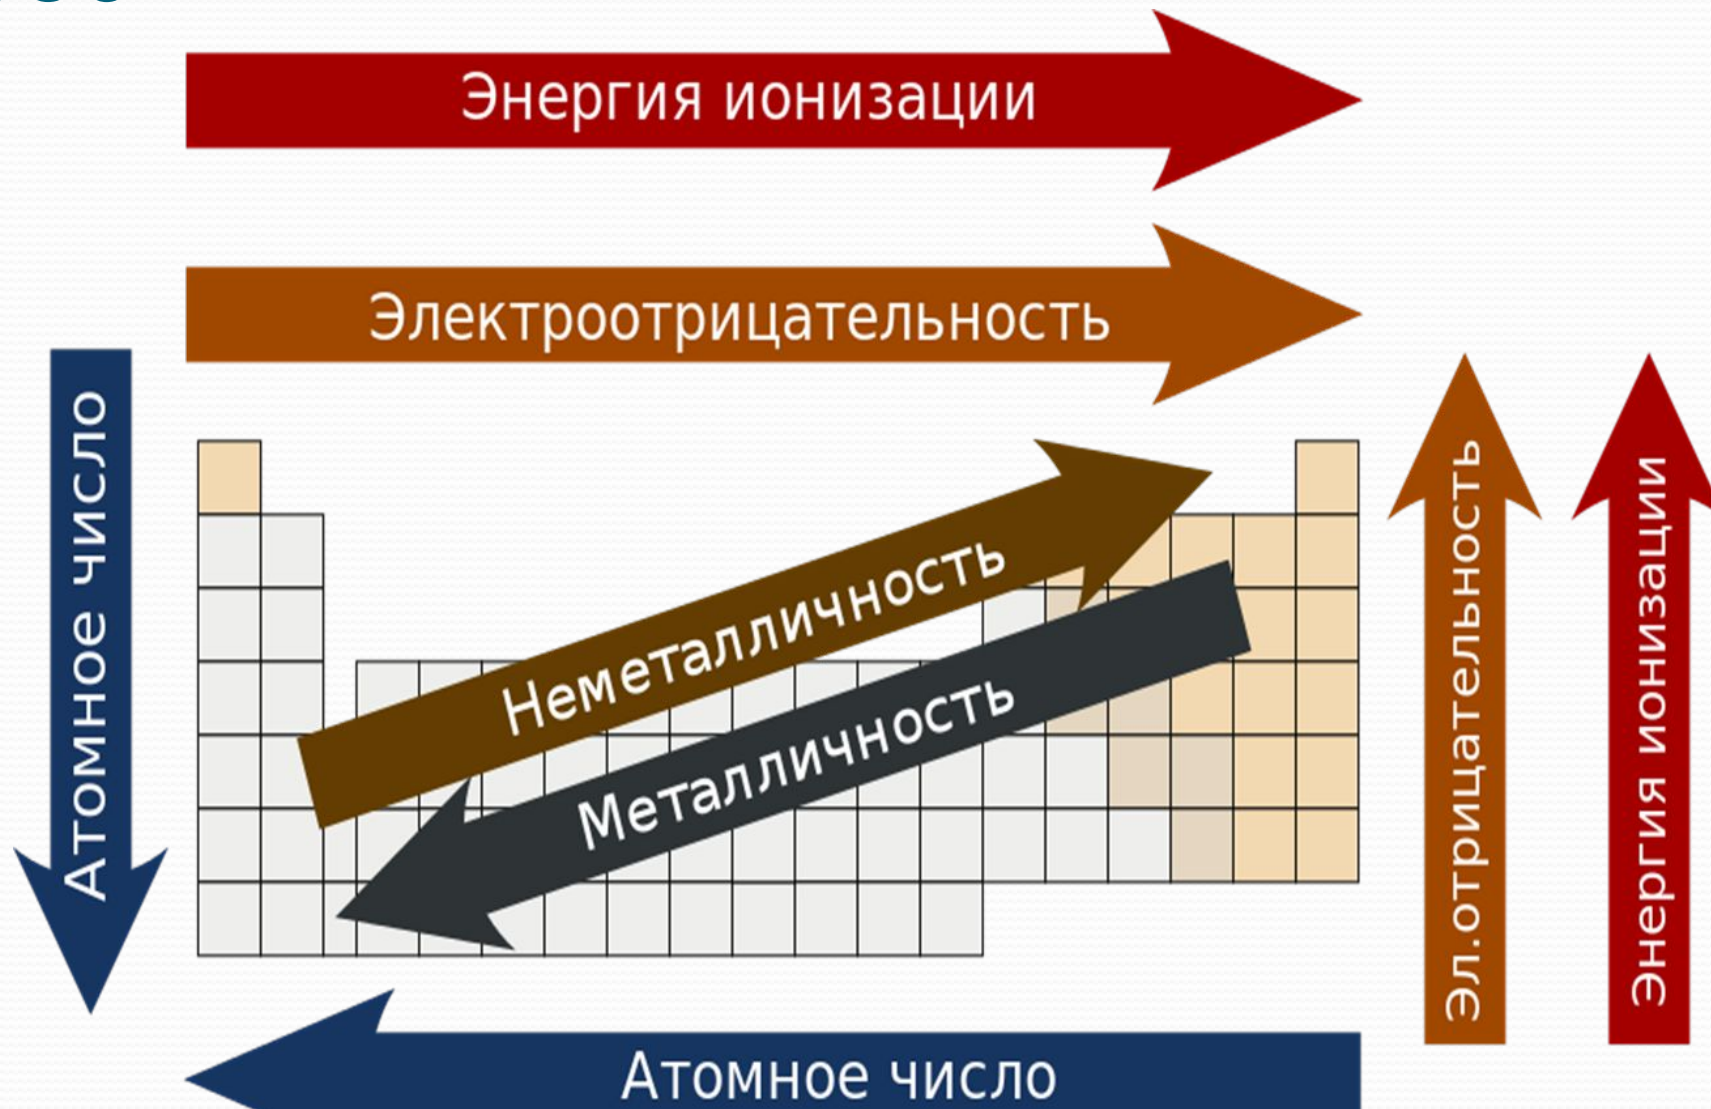 Энергия ионизации
Электроотрицательность
Атомное число
Неметалличность
Металличность
Эл.отрицательность
Энергия ионизации
Атомное число